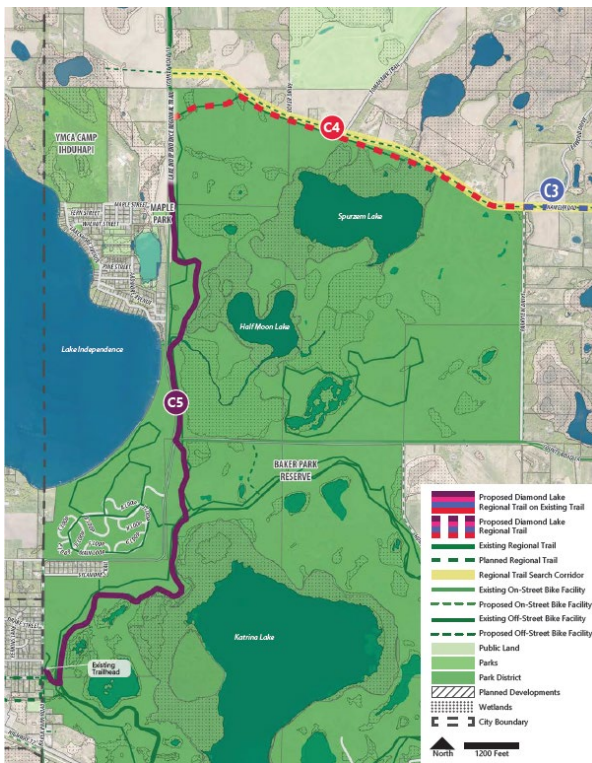 C4
C3
YMCA CAMP
IHDUHAPI
MAPLE STREET
MAPLE
PARK
PINE STREET
Spurzem Lake
Half Moon Lake
Lake Independence
C5
BAKER PARK
RESERVE
Katrina Lake
Existing
Trailhead
Proposed Diamond Lake
Regional Trail on Existing Trail
Proposed Diamond Lake
Regional Trail
Existing Regional Trail
Planned Regional Trail
Regional Trail Search Corridor
Existing On-Street Bike Facility
Proposed On-Street Bike Facility
Existing Off-Street Bike Facility
Proposed Off-Street Bike Facility
Public Land
Parks
Park District
Planned Developments
Wetlands
City Boundary
North
1200 Feet